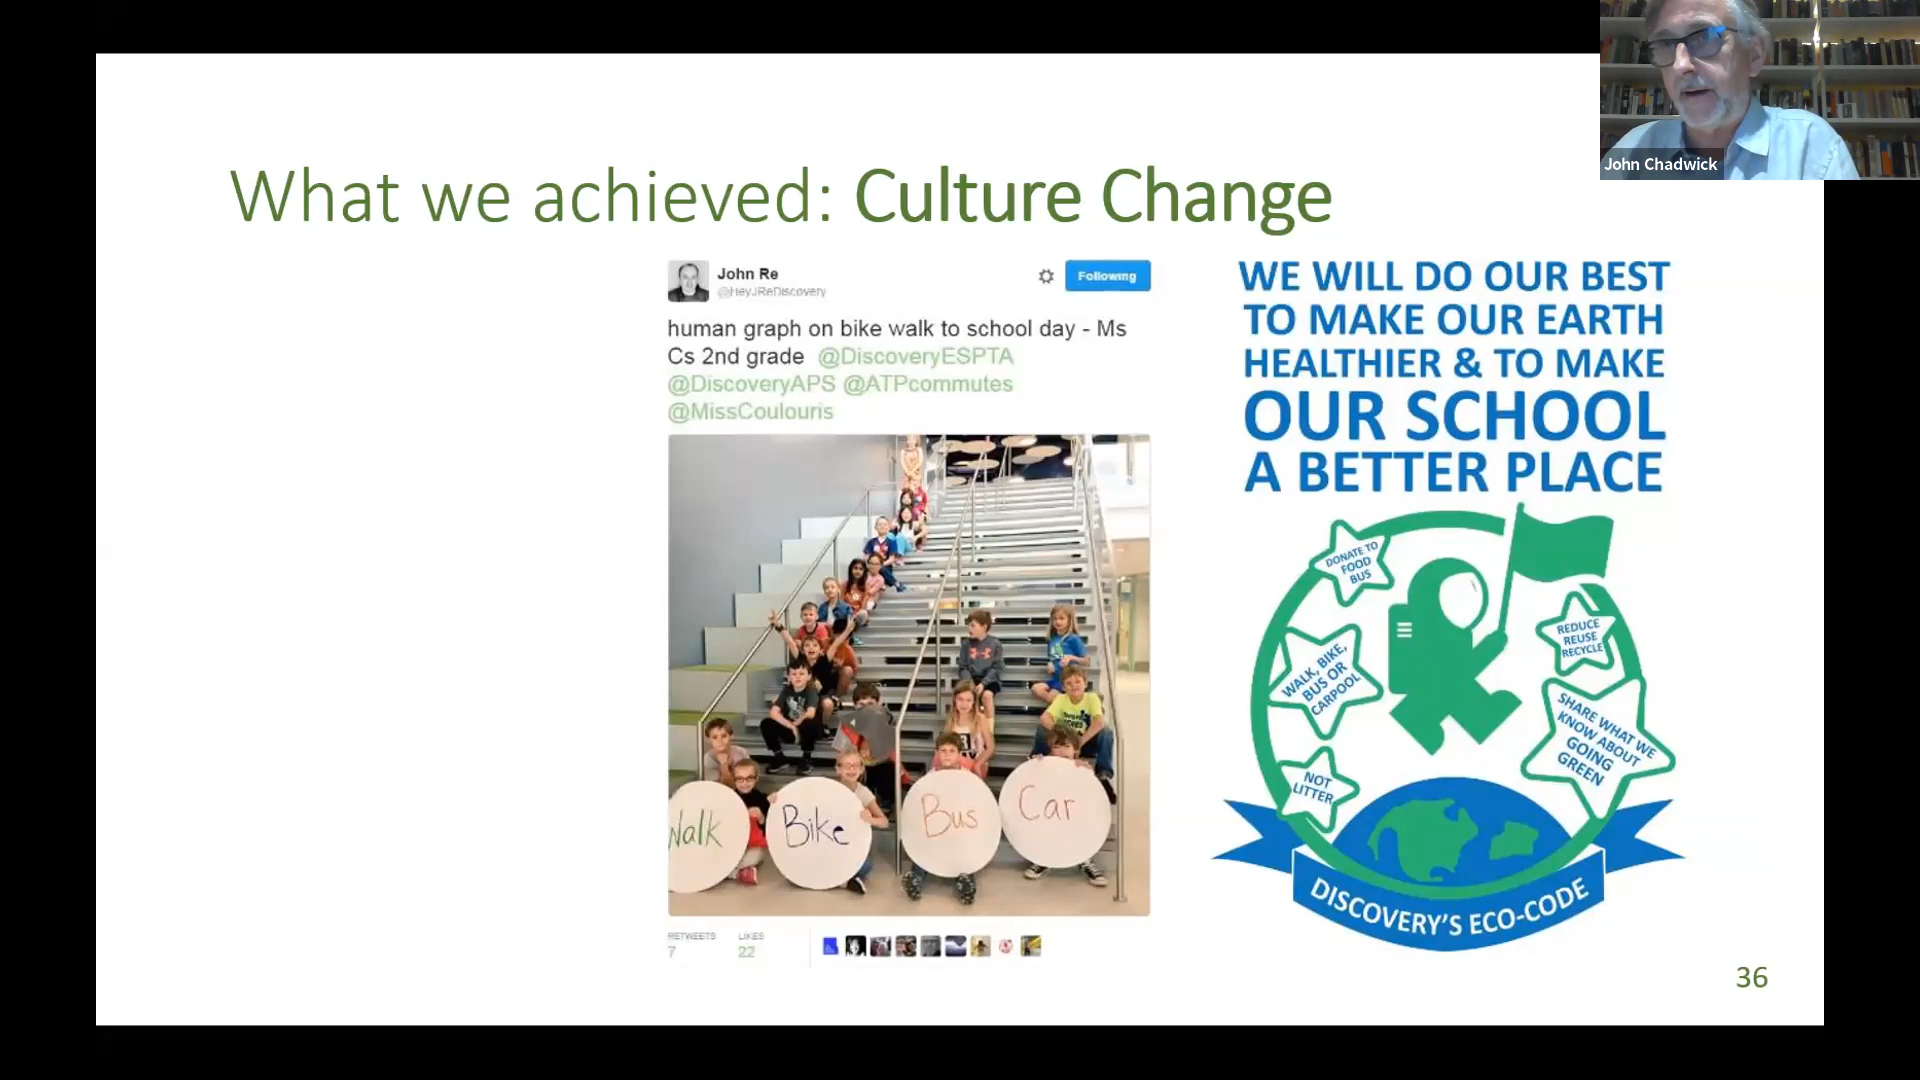 John Chadwick
What we achieved: Culture Change
John Re
@HeyJReDiscovery
Following
human graph on bike walk to school day - Ms
Cs 2nd grade @DiscoveryESPTA
@DiscoveryAPS @ATPcommutes
@MissCoulouris
Walk
Bike
Bus
Car
RETWEETS
7
LIKES
22
WE WILL DO OUR BEST
TO MAKE OUR EARTH
HEALTHIER & TO MAKE
OUR SCHOOL
A BETTER PLACE
DONATE TO
FOOD
BUS
REDUCE
REUSE
RECYCLE
WALK, BIKE,
BUS OR
CARPOOL
SHARE WHAT WE
KNOW ABOUT
GOING
GREEN
NOT
LITTER
DISCOVERY'S ECO-CODE
36